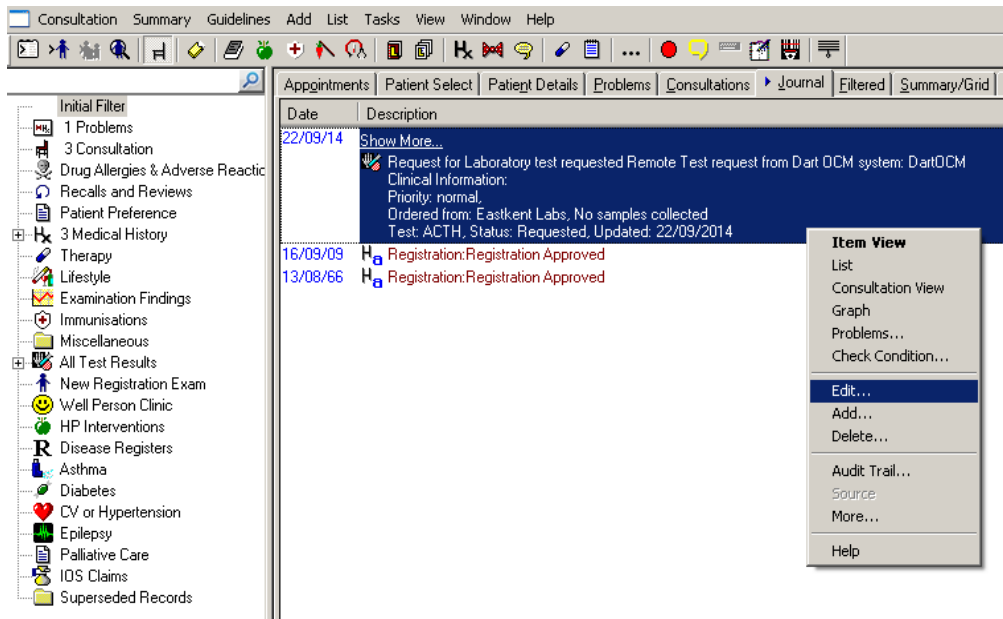 Consultation Summary Guidelines Add List Tasks View Window Help
Appointments Patient Select Patient Details Problems Consultations Journal Filtered Summary/Grid
Initial Filter
1 Problems
3 Consultation
Drug Allergies & Adverse Reactic
Recalls and Reviews
Patient Preference
3 Medical History
Therapy
Lifestyle
Examination Findings
Immunisations
Miscellaneous
All Test Results
New Registration Exam
Well Person Clinic
HP Interventions
R Disease Registers
Asthma
Diabetes
CV or Hypertension
Epilepsy
Palliative Care
IOS Claims
Superseded Records
Date Description
22/09/14 Show More...
Request for Laboratory test requested Remote Test request from Dart OCM system: DartOCM
Clinical Information:
Priority: normal,
Ordered from: Eastkent Labs, No samples collected
Test: ACTH, Status: Requested, Updated: 22/09/2014
16/09/09 Ha Registration:Registration Approved
13/08/66 Ha Registration:Registration Approved
Item View
List
Consultation View
Graph
Problems...
Check Condition...
Edit...
Add...
Delete...
Audit Trail...
Source
More...
Help